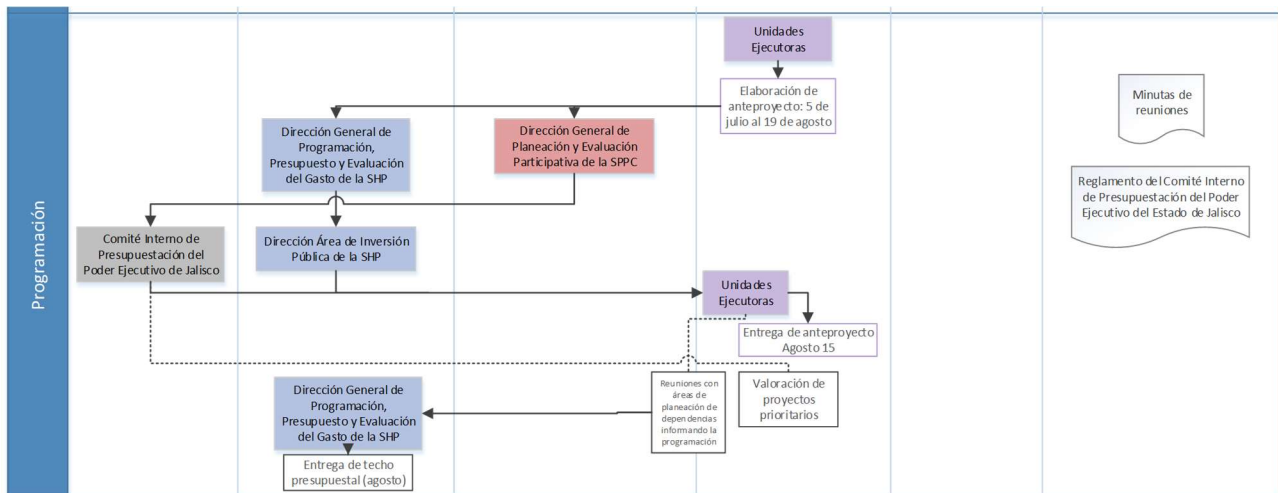 Programación
Unidades
Ejecutoras
Elaboración de
anteproyecto: 5 de
julio al 19 de agosto
Minutas de
reuniones
Dirección General de
Programación,
Presupuesto y Evaluación
del Gasto de la SHP
Dirección General de
Planeación y Evaluación
Participativa de la SPPC
Reglamento del Comité Interno
de Presupuestación del Poder
Ejecutivo del Estado de Jalisco
Comité Interno de
Presupuestación del
Poder Ejecutivo de Jalisco
Dirección Área de Inversión
Pública de la SHP
Unidades
Ejecutoras
Entrega de anteproyecto
Agosto 15
Dirección General de
Programación,
Presupuesto y Evaluación
del Gasto de la SHP
Reuniones con
áreas de
planeación de
dependencias
informando la
programación
Valoración de
proyectos
prioritarios
Entrega de techo
presupuestal (agosto)